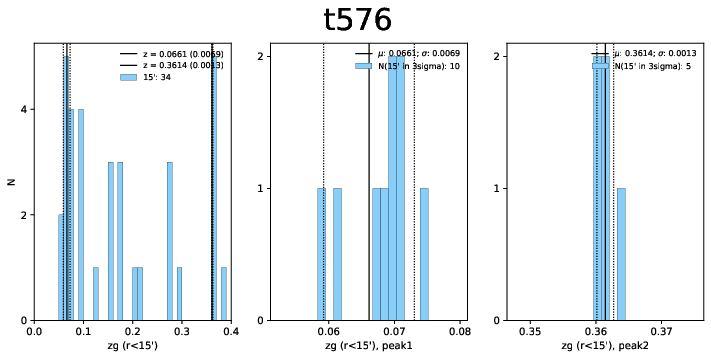 t576
z = 0.0661 (0.0069)
z = 0.3614 (0.0013)
15': 34
N
0
2
4
0.0 0.1 0.2 0.3 0.4
zg (r<15')
μ: 0.0661; σ: 0.0069
N(15' in 3sigma): 10
0
1
2
0.06 0.07 0.08
zg (r<15'), peak1
μ: 0.3614; σ: 0.0013
N(15' in 3sigma): 5
0
1
2
0.35 0.36 0.37
zg (r<15'), peak2